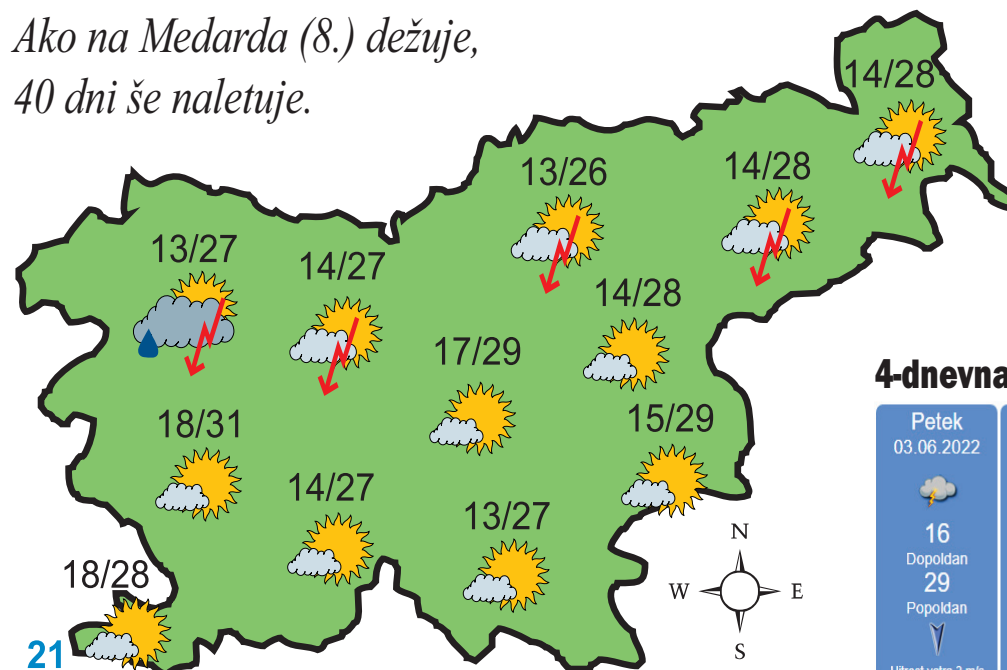 Ako na Medarda (8.) dežuje,
40 dni še naletuje.
14/28
13/26
14/28
13/27
14/27
14/28
17/29
18/31
15/29
14/27
13/27
18/28
21
N
W E
S
4-dnevna
Petek
03.06.2022
16
Dopoldan
29
Popoldan